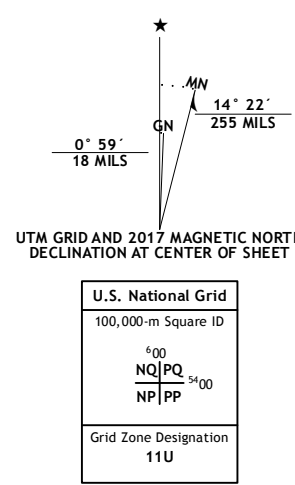 ★
MN
GN
14° 22´
255 MILS
0° 59´
18 MILS
UTM GRID AND 2017 MAGNETIC NORTH
DECLINATION AT CENTER OF SHEET
U.S. National Grid
100,000-m Square ID
600
NQ PQ
5400
NP PP
Grid Zone Designation
11U